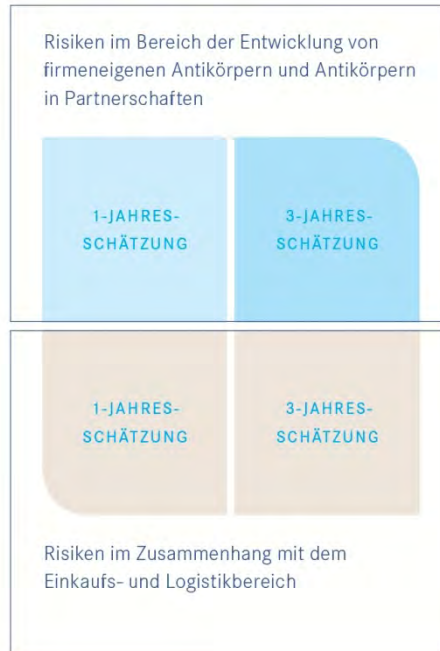 Risiken im Bereich der Entwicklung von
firmeneigenen Antikörpern und Antikörpern
in Partnerschaften
1-JAHRES-
SCHÄTZUNG
3-JAHRES-
SCHÄTZUNG
1-JAHRES-
SCHÄTZUNG
3-JAHRES-
SCHÄTZUNG
Risiken im Zusammenhang mit dem
Einkaufs- und Logistikbereich